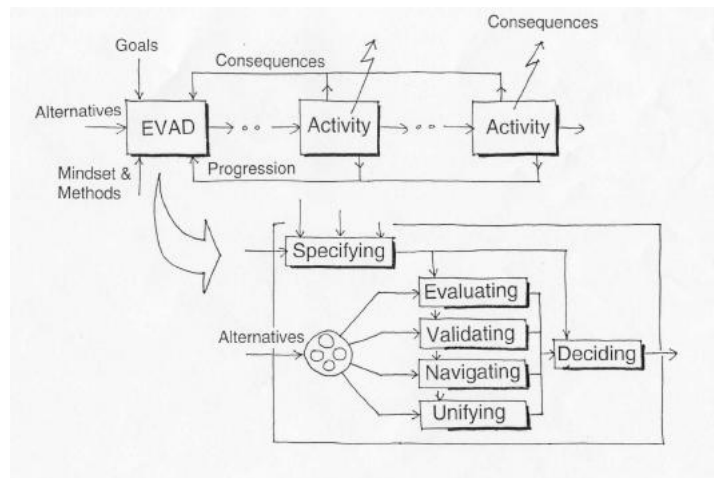 Consequences
Goals
Consequences
Alternatives
EVAD
Activity
Activity
Mindset &
Methods
Progression
Specifying
Evaluating
Alternatives
Validating
Deciding
Navigating
Unifying